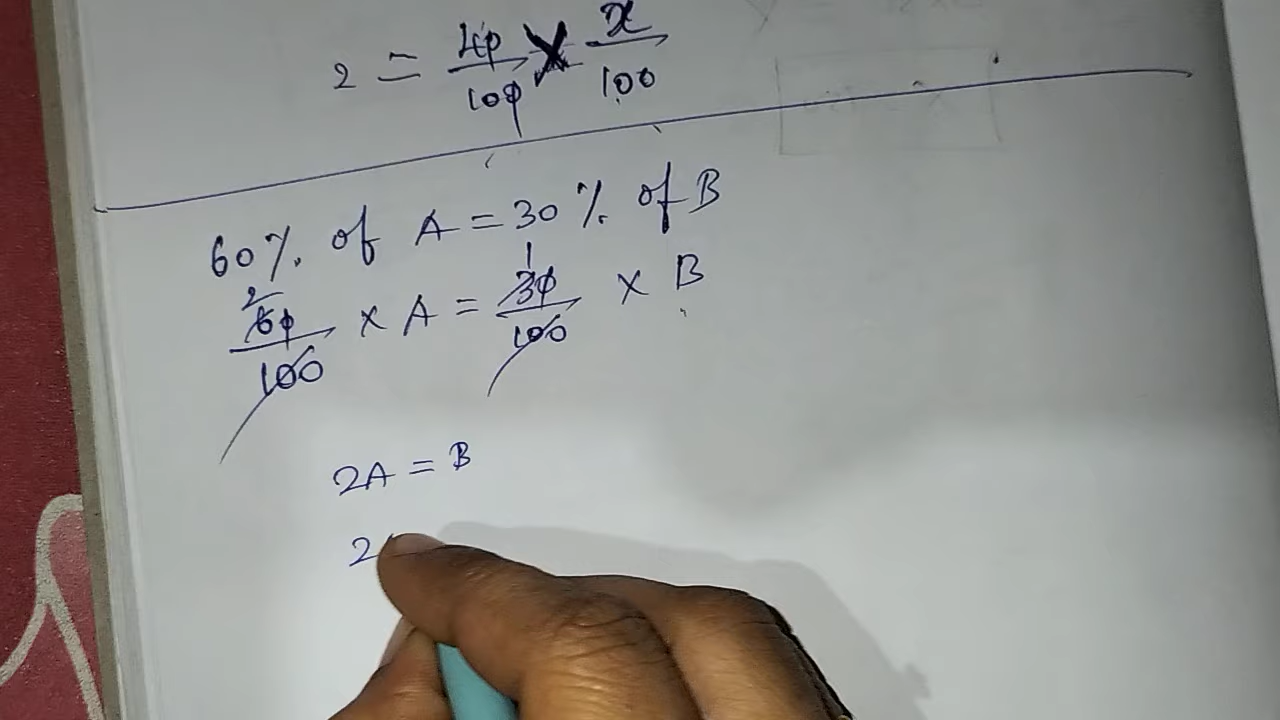 2 = 40/100 × x/100
60% of A = 30% of B
2 1
60/100 × A = 30/100 × B
2A = B
2